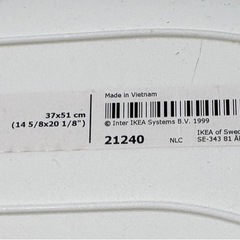 Made in Vietnam
37x51 cm
(14 5/8x20 1/8")
© Inter IKEA Systems B.V. 1999
21240 NLC
IKEA of Swe
SE-343 81 Ä